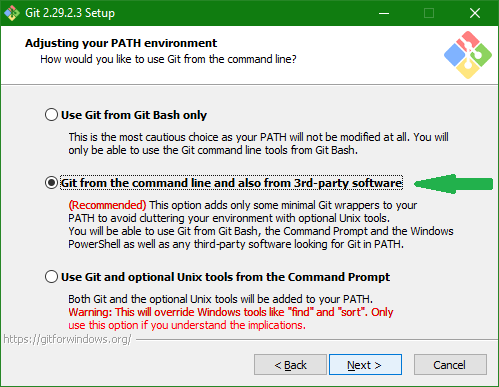 Git 2.29.2.3 Setup
Adjusting your PATH environment
How would you like to use Git from the command line?
Use Git from Git Bash only
This is the most cautious choice as your PATH will not be modified at all. You will
only be able to use the Git command line tools from Git Bash.
Git from the command line and also from 3rd-party software
(Recommended) This option adds only some minimal Git wrappers to your
PATH to avoid cluttering your environment with optional Unix tools.
You will be able to use Git from Git Bash, the Command Prompt and the Windows
PowerShell as well as any third-party software looking for Git in PATH.
Use Git and optional Unix tools from the Command Prompt
Both Git and the optional Unix tools will be added to your PATH.
Warning: This will override Windows tools like "find" and "sort". Only
use this option if you understand the implications.
https://gitforwindows.org/
< Back
Next >
Cancel